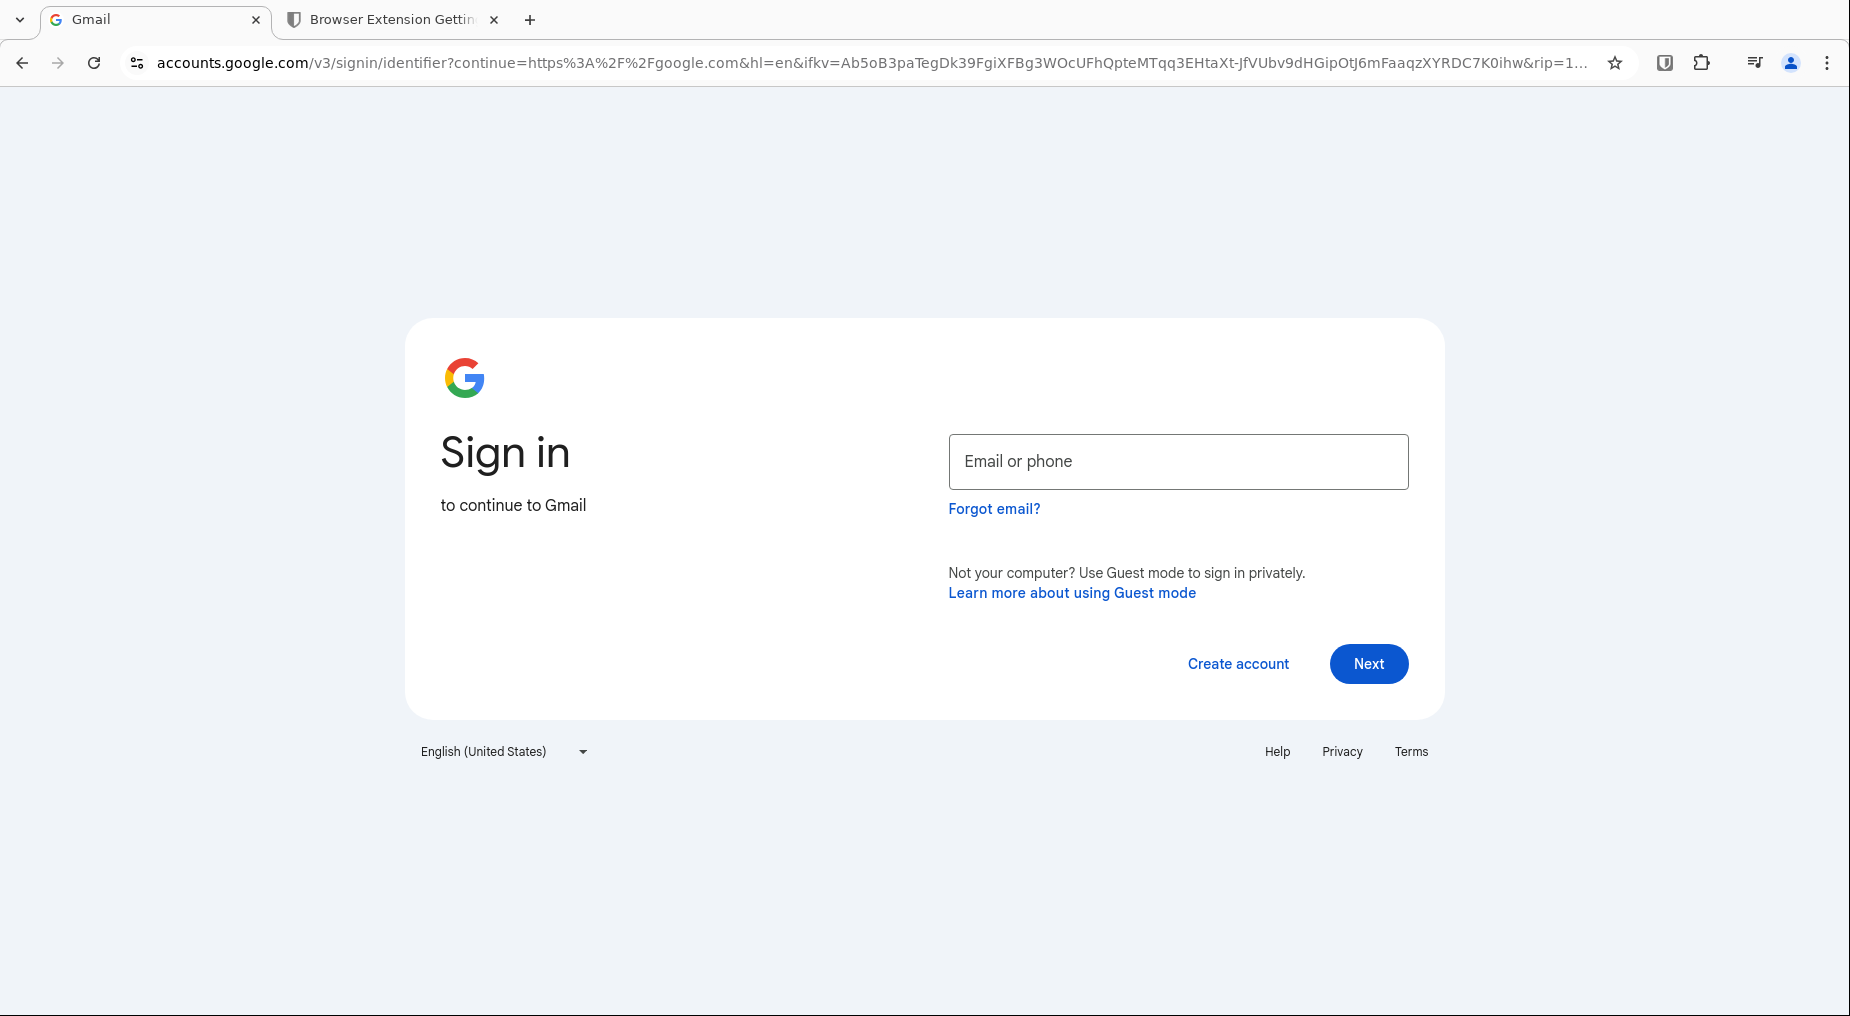 Gmail
Browser Extension Gettin
accounts.google.com/v3/signin/identifier?continue=https%3A%2F%2Fgoogle.com&hl=en&ifkv=Ab5oB3paTegDk39FgiXFBg3WOcUFhQpteMTqq3EHtaXt-JfVUbv9dHGipOtJ6mFaaqzXYRDC7K0ihw&rip=1...
Sign in
to continue to Gmail
Email or phone
Forgot email?
Not your computer? Use Guest mode to sign in privately.
Learn more about using Guest mode
Create account
Next
English (United States)
Help
Privacy
Terms